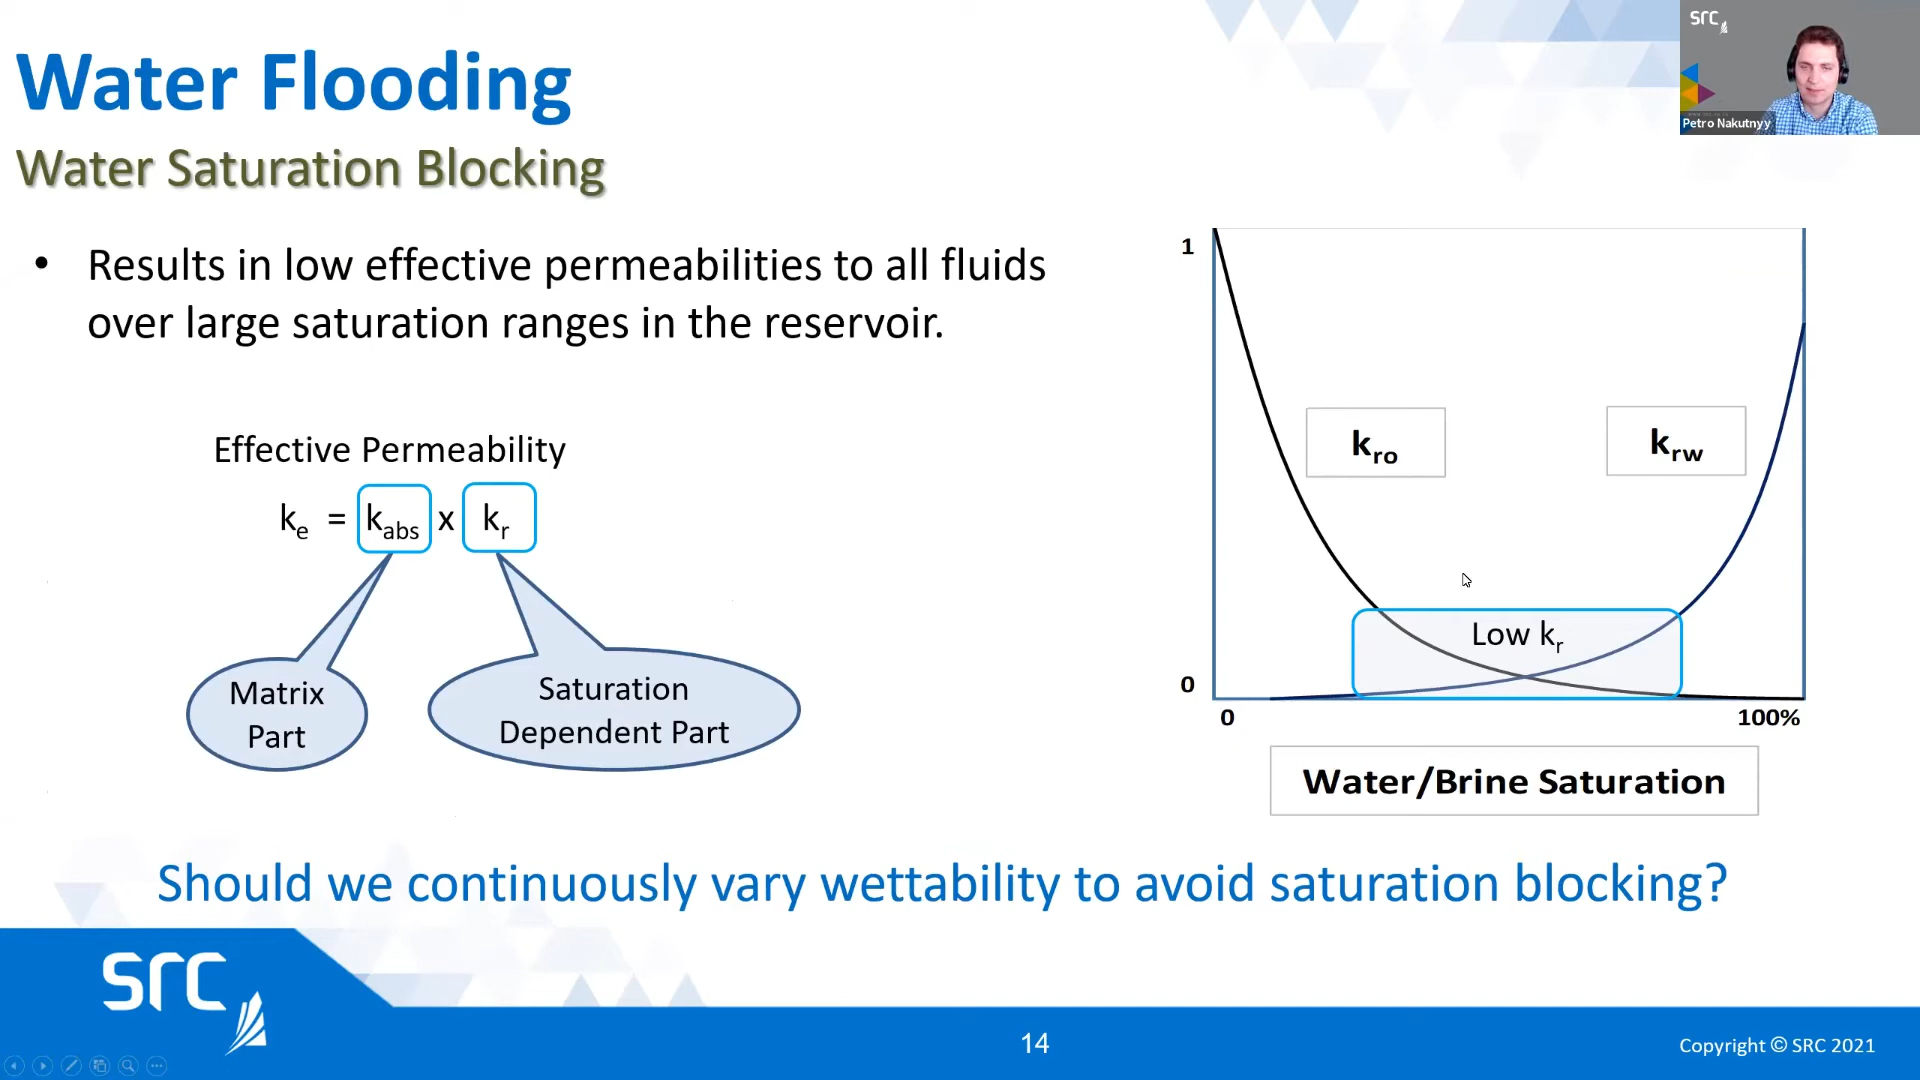 Water Flooding
Water Saturation Blocking
src
Petro Nakutnyy
• Results in low effective permeabilities to all fluids
over large saturation ranges in the reservoir.
Effective Permeability
ke = kabs x kr
Matrix
Part
Saturation
Dependent Part
1
kro
krw
Low kr
0
0
100%
Water/Brine Saturation
Should we continuously vary wettability to avoid saturation blocking?
src
14
Copyright © SRC 2021